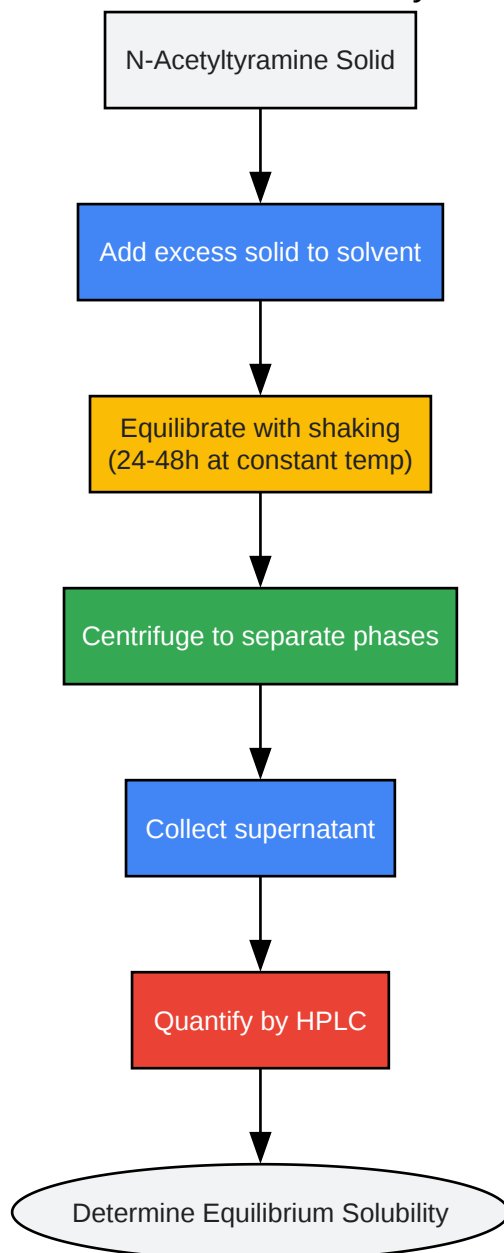 N-Acetyltyramine Solid
Add excess solid to solvent
Equilibrate with shaking
(24-48h at constant temp)
Centrifuge to separate phases
Collect supernatant
Quantify by HPLC
Determine Equilibrium Solubility